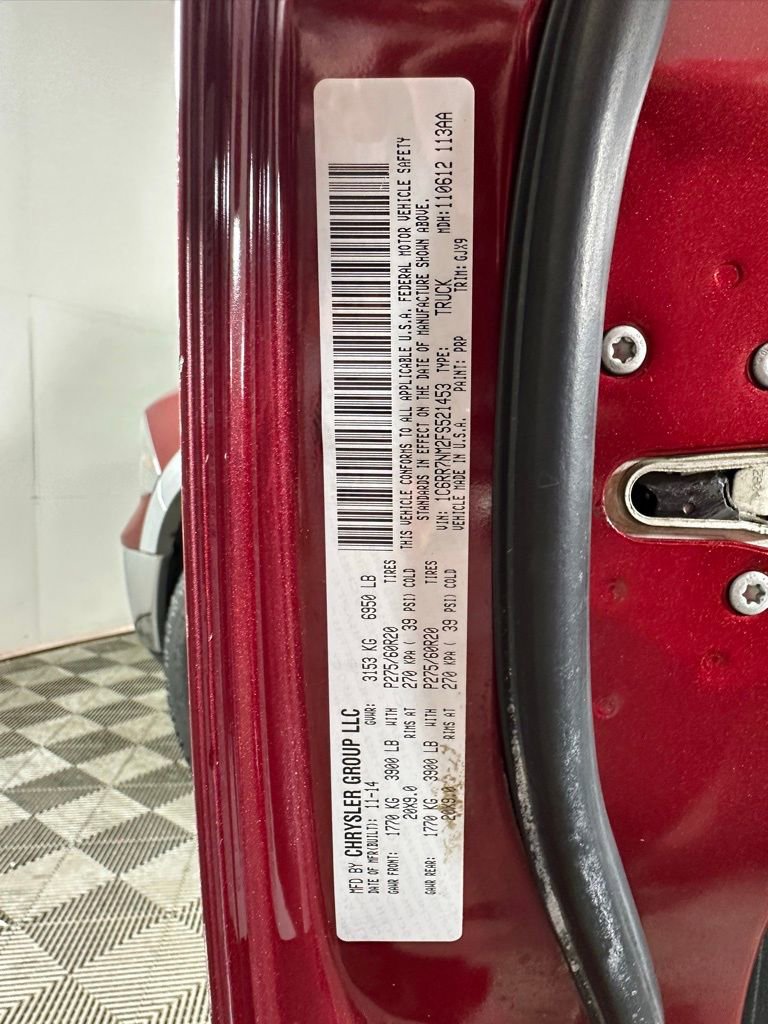 MFD BY CHRYSLER GROUP LLC
DATE OF MFR(BUILT): 11-14 GVWR: 3153 KG 6950 LB
GAWR FRONT: 1770 KG 3900 LB WITH P275/60R20 TIRES
20X9.0 RIMS AT 270 KPA ( 39 PSI) COLD
GAWR REAR: 1770 KG 3900 LB WITH P275/60R20 TIRES
20X9.0 RIMS AT 270 KPA ( 39 PSI) COLD
THIS VEHICLE CONFORMS TO ALL APPLICABLE U.S.A. FEDERAL MOTOR VEHICLE SAFETY
STANDARDS IN EFFECT ON THE DATE OF MANUFACTURE SHOWN ABOVE.
VIN: 1C6RR7NM2FS521453 TYPE: TRUCK MDH: 110612 113AA
VEHICLE MADE IN U.S.A. PAINT: PRP TRIM: GJX9